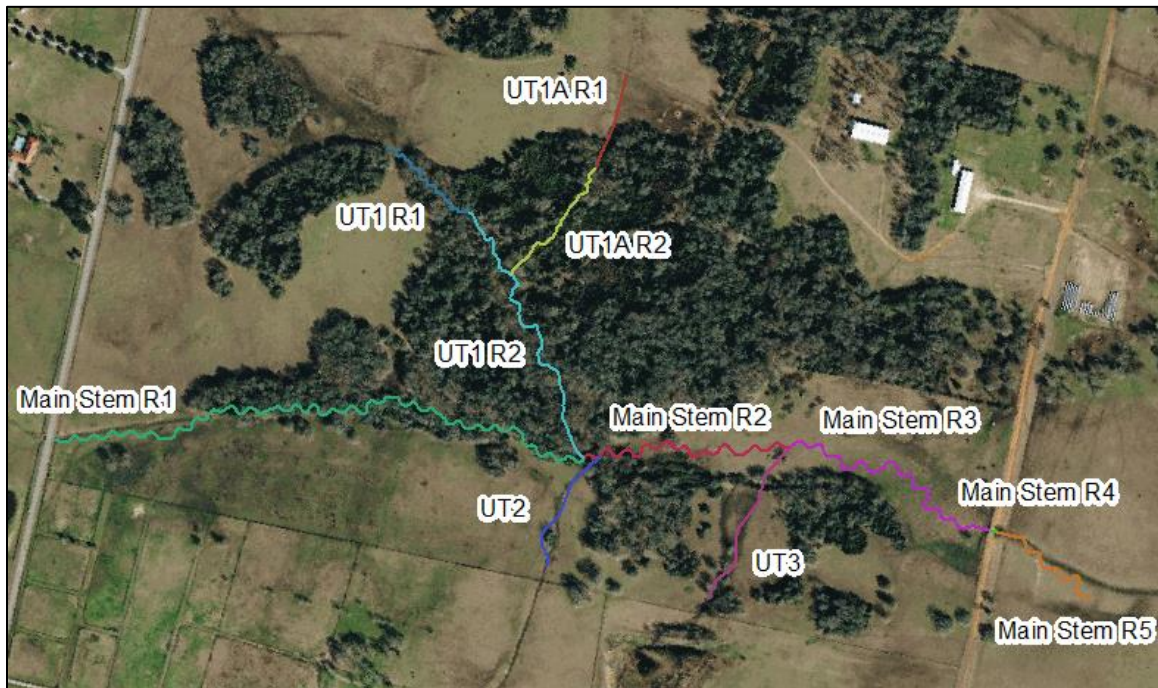 UT1A R1
UT1 R1
UT1A R2
UT1 R2
Main Stem R1
Main Stem R2
Main Stem R3
Main Stem R4
UT2
UT3
Main Stem R5